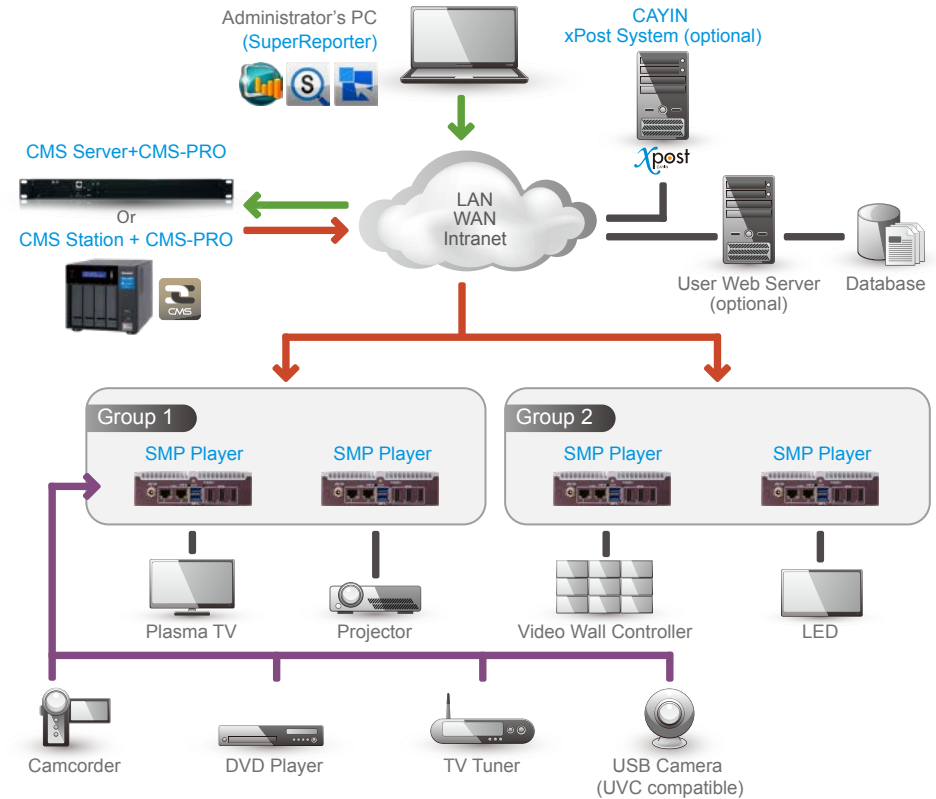 Administrator's PC
(SuperReporter)
CAYIN
xPost System (optional)
S
xpost
CAYIN
CMS Server+CMS-PRO
Or
CMS Station + CMS-PRO
CMS
LAN
WAN
Intranet
User Web Server
(optional)
Database
Group 1
SMP Player
SMP Player
Group 2
SMP Player
SMP Player
Plasma TV
Projector
Video Wall Controller
LED
Camcorder
DVD Player
TV Tuner
USB Camera
(UVC compatible)